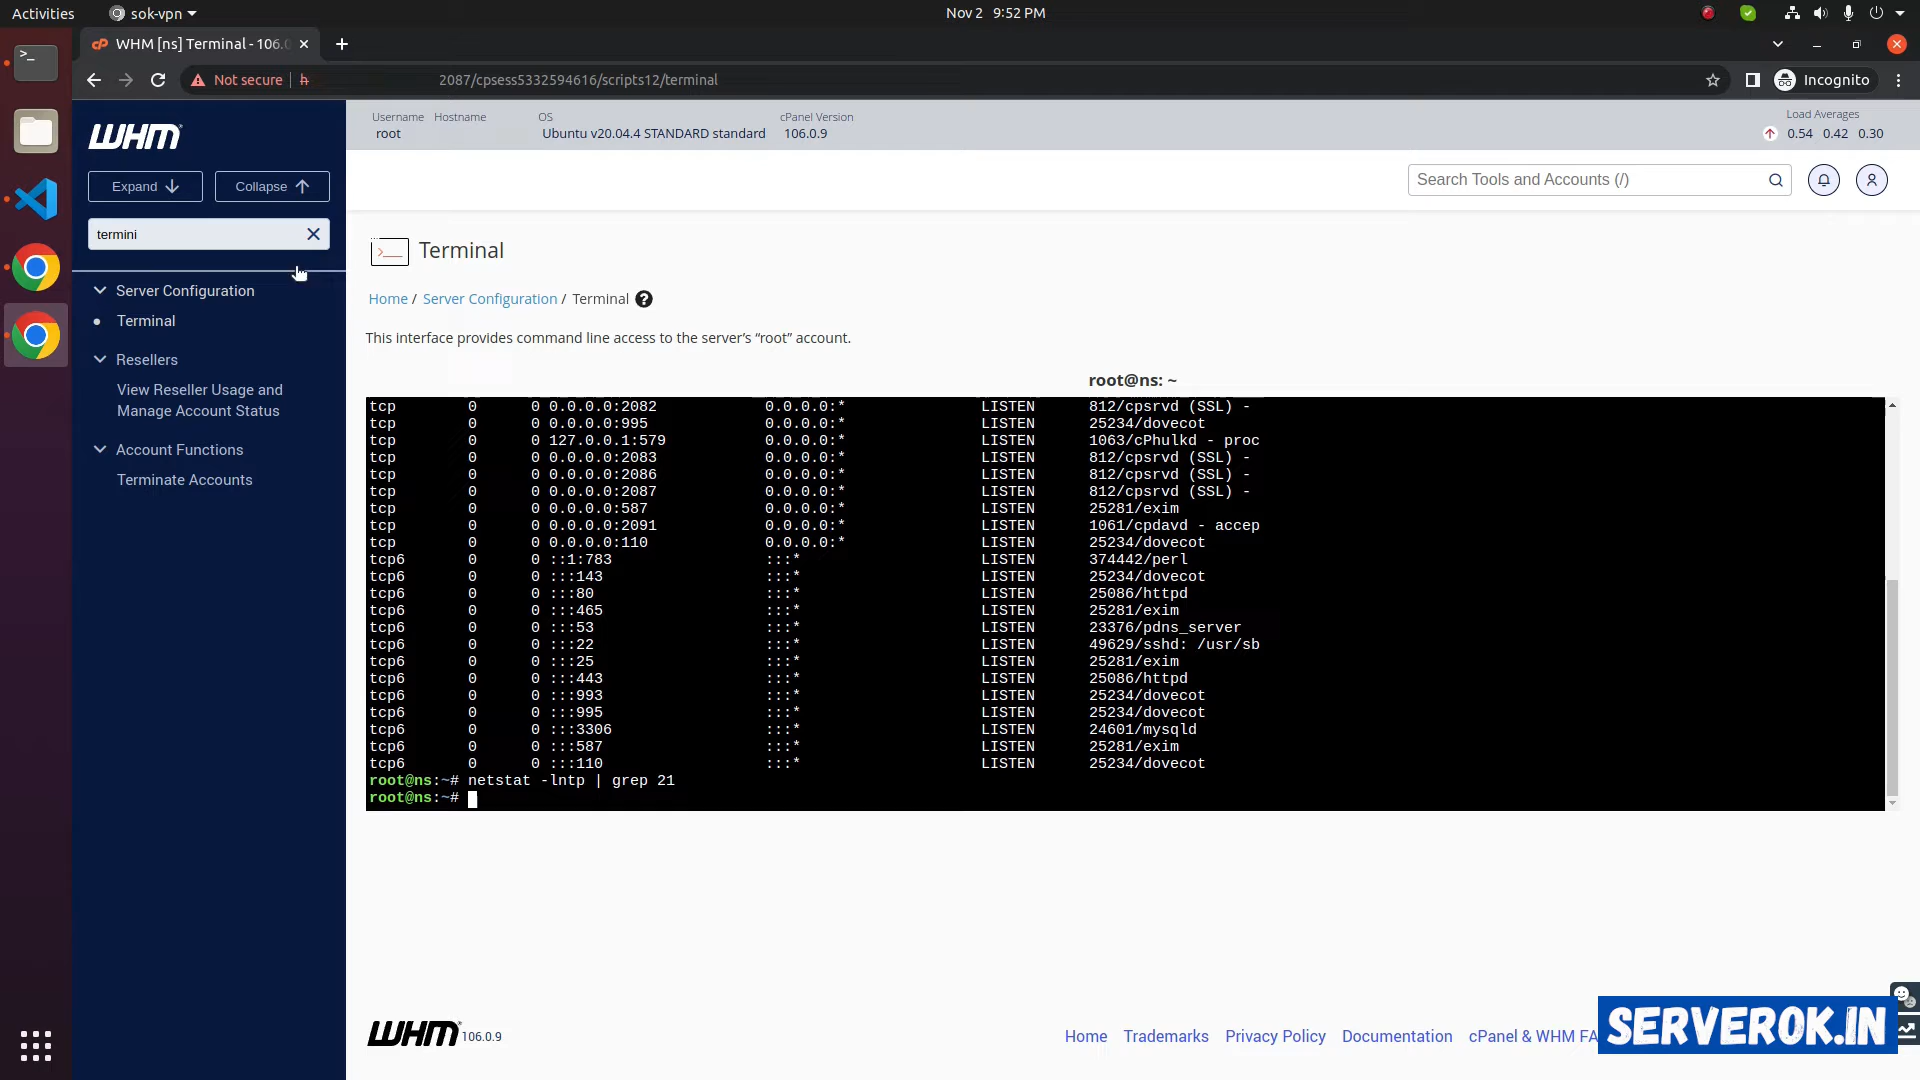 Activities
sok-vpn
Nov 2 9:52 PM
WHM [ns] Terminal - 106.0
Not secure
h
2087/cpsess5332594616/scripts12/terminal
Incognito
WHM
Username Hostname OS cPanel Version
root Ubuntu v20.04.4 STANDARD standard 106.0.9
Load Averages
0.54 0.42 0.30
Expand
Collapse
Search Tools and Accounts (/)
termini
Server Configuration
Terminal
Resellers
View Reseller Usage and
Manage Account Status
Account Functions
Terminate Accounts
>__ Terminal
Home / Server Configuration / Terminal ?
This interface provides command line access to the server’s “root” account.
root@ns: ~
tcp 0 0 0.0.0.0:2082 0.0.0.0:* LISTEN 812/cpsrvd (SSL) -
tcp 0 0 0.0.0.0:995 0.0.0.0:* LISTEN 25234/dovecot
tcp 0 0 127.0.0.1:579 0.0.0.0:* LISTEN 1063/cPhulkd - proc
tcp 0 0 0.0.0.0:2083 0.0.0.0:* LISTEN 812/cpsrvd (SSL) -
tcp 0 0 0.0.0.0:2086 0.0.0.0:* LISTEN 812/cpsrvd (SSL) -
tcp 0 0 0.0.0.0:2087 0.0.0.0:* LISTEN 812/cpsrvd (SSL) -
tcp 0 0 0.0.0.0:587 0.0.0.0:* LISTEN 25281/exim
tcp 0 0 0.0.0.0:2091 0.0.0.0:* LISTEN 1061/cpdavd - accep
tcp 0 0 0.0.0.0:110 0.0.0.0:* LISTEN 25234/dovecot
tcp6 0 0 ::1:783 :::* LISTEN 374442/perl
tcp6 0 0 :::143 :::* LISTEN 25234/dovecot
tcp6 0 0 :::80 :::* LISTEN 25086/httpd
tcp6 0 0 :::465 :::* LISTEN 25281/exim
tcp6 0 0 :::53 :::* LISTEN 23376/pdns_server
tcp6 0 0 :::22 :::* LISTEN 49629/sshd: /usr/sb
tcp6 0 0 :::25 :::* LISTEN 25281/exim
tcp6 0 0 :::443 :::* LISTEN 25086/httpd
tcp6 0 0 :::993 :::* LISTEN 25234/dovecot
tcp6 0 0 :::995 :::* LISTEN 25234/dovecot
tcp6 0 0 :::3306 :::* LISTEN 24601/mysqld
tcp6 0 0 :::587 :::* LISTEN 25281/exim
tcp6 0 0 :::110 :::* LISTEN 25234/dovecot
root@ns:~# netstat -lntp | grep 21
root@ns:~#
WHM 106.0.9
Home Trademarks Privacy Policy Documentation cPanel & WHM FA
SERVEROK.IN